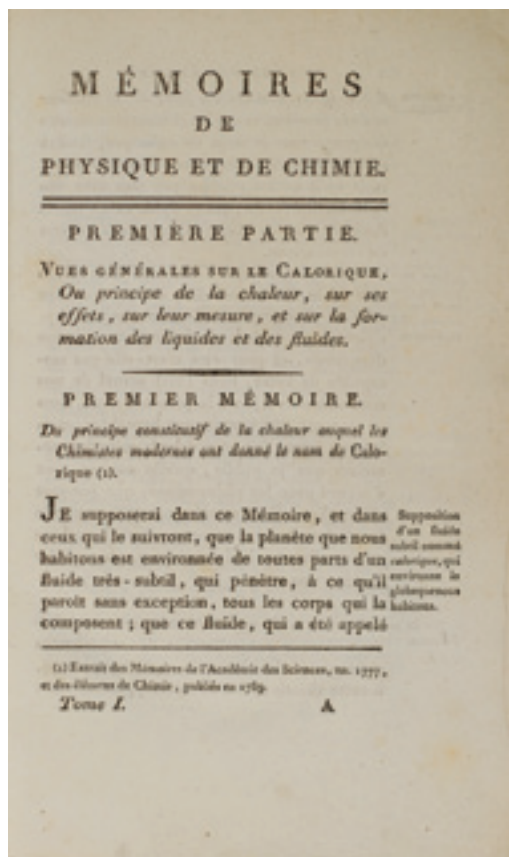 MÉMOIRES
DE
PHYSIQUE ET DE CHIMIE.
PREMIÈRE PARTIE.
VUES GÉNÉRALES SUR LE CALORIQUE,
Ou principe de la chaleur, sur ses
effets, sur leur mesure, et sur la for-
mation des liquides et des fluides.
PREMIER MÉMOIRE.
Du principe constitutif de la chaleur auquel les
Chimistes modernes ont donné le nom de Calo-
rique (1).
JE supposerai dans ce Mémoire, et dans
ceux qui le suivront, que la planète que nous
habitons est environnée de toutes parts d'un
fluide très-subtil, qui pénètre, à ce qu'il
paroît sans exception, tous les corps qui la
composent ; que ce fluide, qui a été appelé
Supposition
d'un fluide
subtil nommé
calorique, qui
environne le
globe que nous
habitons.
(1) Extrait des Mémoires de l'Académie des Sciences, an. 1777,
et des élémens de Chimie, publiés en 1789.
Tome I. A